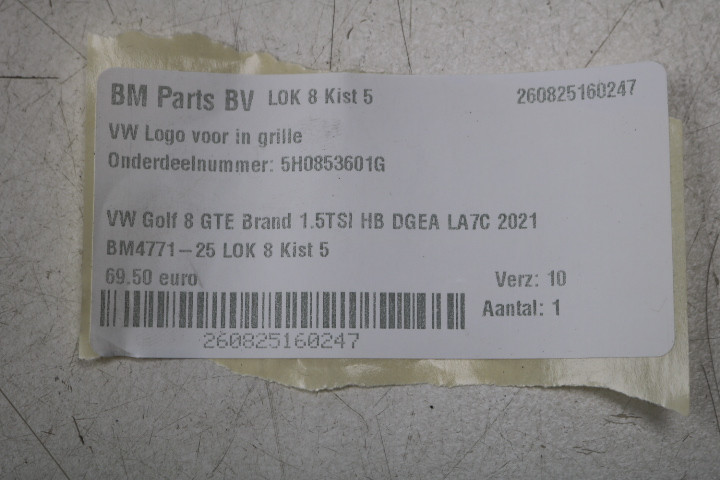 BM Parts BV LOK 8 Kist 5 260825160247
VW Logo voor in grille
Onderdeelnummer: 5H0853601G
VW Golf 8 GTE Brand 1.5TSI HB DGEA LA7C 2021
BM4771-25 LOK 8 Kist 5
69.50 euro Verz: 10
Aantal: 1
260825160247